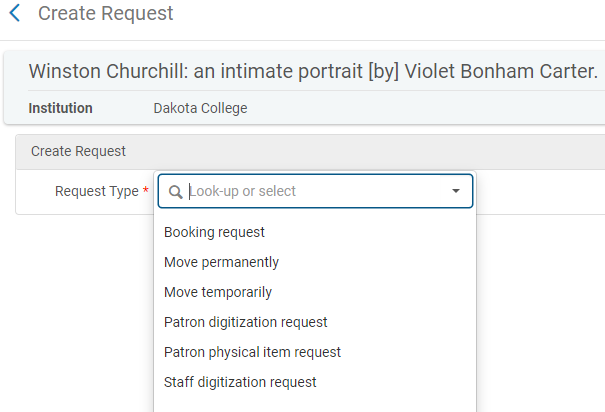 Create Request
Winston Churchill: an intimate portrait [by] Violet Bonham Carter.
Institution Dakota College
Create Request
Request Type * Look-up or select
Booking request
Move permanently
Move temporarily
Patron digitization request
Patron physical item request
Staff digitization request